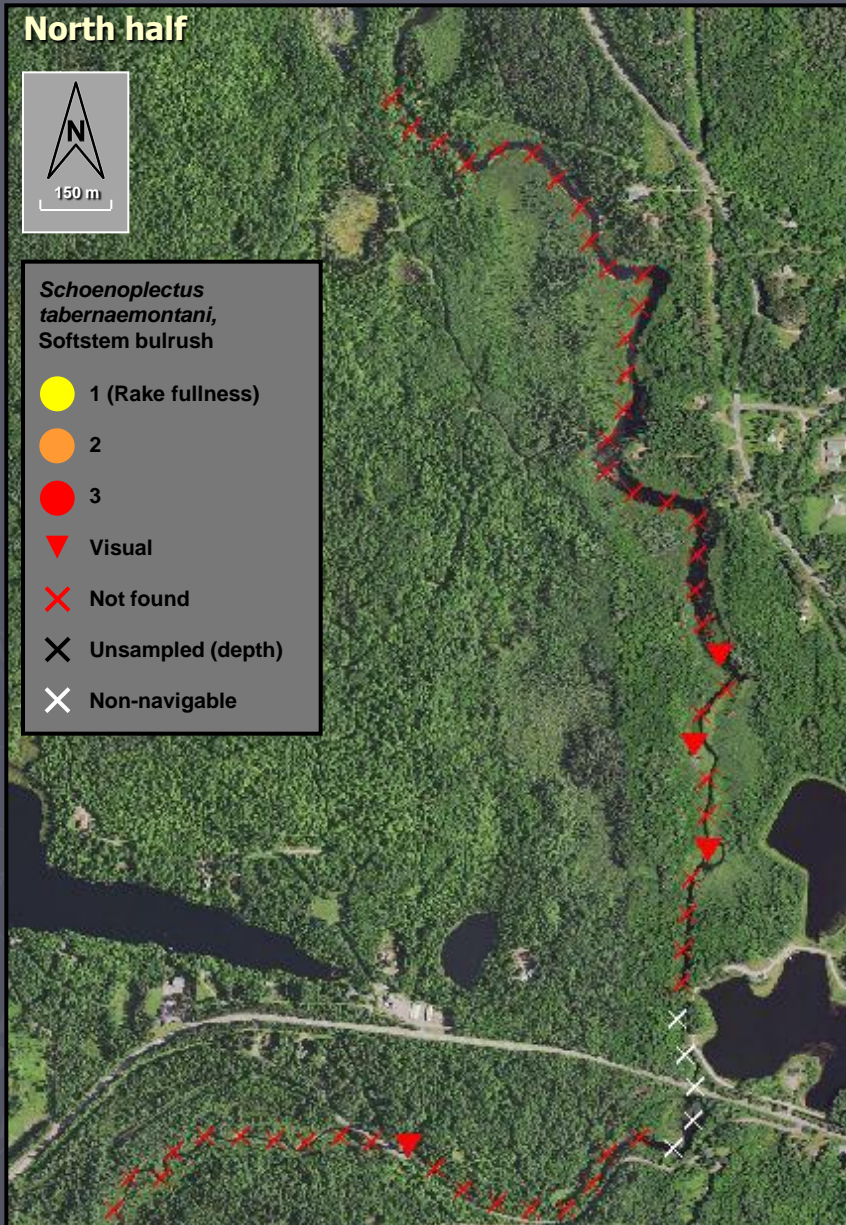 North half
N
150 m
Schoenoplectus
tabernaemontani,
Softstem bulrush
1 (Rake fullness)
2
3
Visual
Not found
Unsampled (depth)
Non-navigable